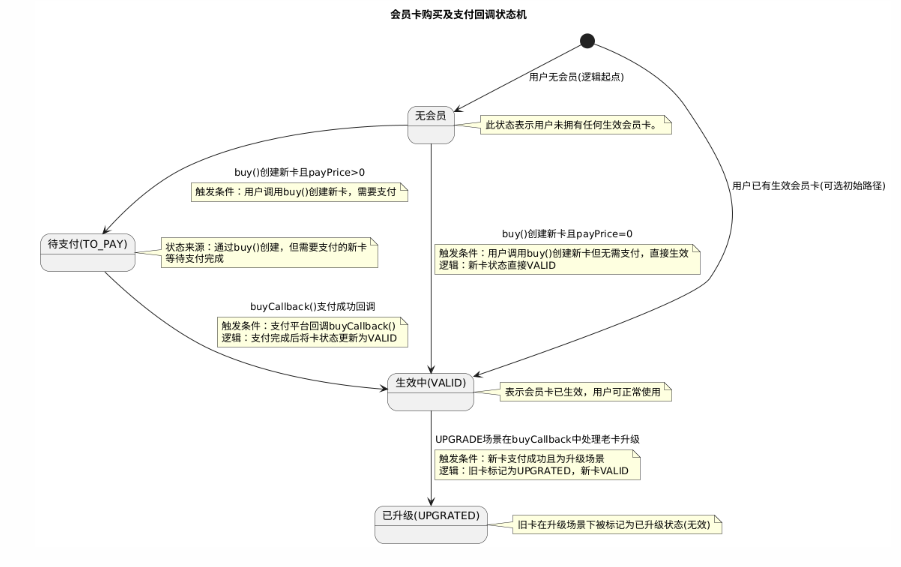 会员卡购买及支付回调状态机
用户无会员(逻辑起点)
无会员
此状态表示用户未拥有任何生效会员卡。
用户已有生效会员卡(可选初始路径)
buy()创建新卡且payPrice>0
触发条件：用户调用buy()创建新卡，需要支付
待支付(TO_PAY)
状态来源：通过buy()创建，但需要支付的新卡
等待支付完成
buy()创建新卡且payPrice=0
触发条件：用户调用buy()创建新卡但无需支付，直接生效
逻辑：新卡状态直接VALID
buyCallback()支付成功回调
触发条件：支付平台回调buyCallback()
逻辑：支付完成后将卡状态更新为VALID
生效中(VALID)
表示会员卡已生效，用户可正常使用
UPGRADE场景在buyCallback中处理老卡升级
触发条件：新卡支付成功且为升级场景
逻辑：旧卡标记为UPGRATED，新卡VALID
已升级(UPGRATED)
旧卡在升级场景下被标记为已升级状态(无效)